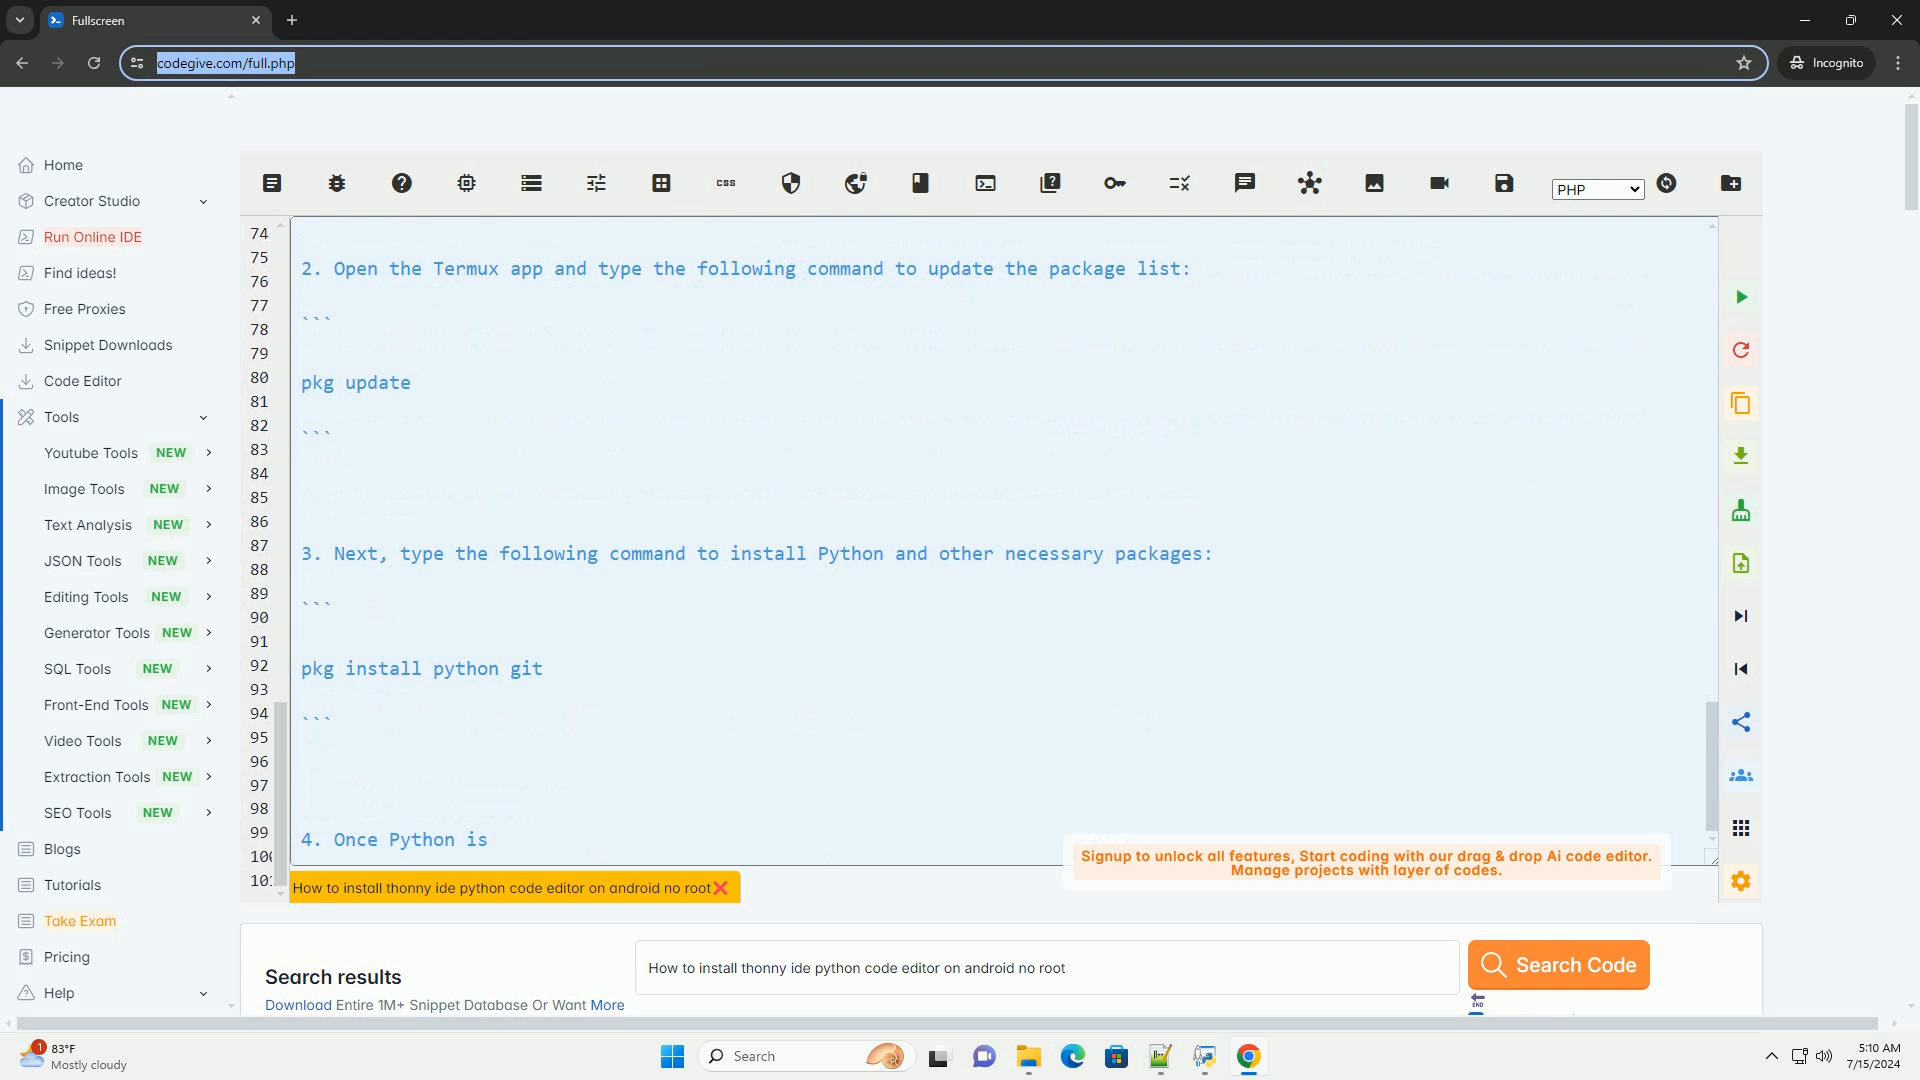 Fullscreen
codegive.com/full.php
Incognito
Home
Creator Studio
Run Online IDE
Find ideas!
Free Proxies
Snippet Downloads
Code Editor
Tools
Youtube Tools NEW
Image Tools NEW
Text Analysis NEW
JSON Tools NEW
Editing Tools NEW
Generator Tools NEW
SQL Tools NEW
Front-End Tools NEW
Video Tools NEW
Extraction Tools NEW
SEO Tools NEW
Blogs
Tutorials
Take Exam
Pricing
Help
css
PHP
74
75
76
77
78
79
80
81
82
83
84
85
86
87
88
89
90
91
92
93
94
95
96
97
98
99
2. Open the Termux app and type the following command to update the package list:
```
pkg update
```
3. Next, type the following command to install Python and other necessary packages:
```
pkg install python git
```
4. Once Python is
Signup to unlock all features, Start coding with our drag & drop Ai code editor.
Manage projects with layer of codes.
How to install thonny ide python code editor on android no root
Search results
Download Entire 1M+ Snippet Database Or Want More
How to install thonny ide python code editor on android no root
Search Code
END
1
83°F
Mostly cloudy
Search
5:10 AM
7/15/2024